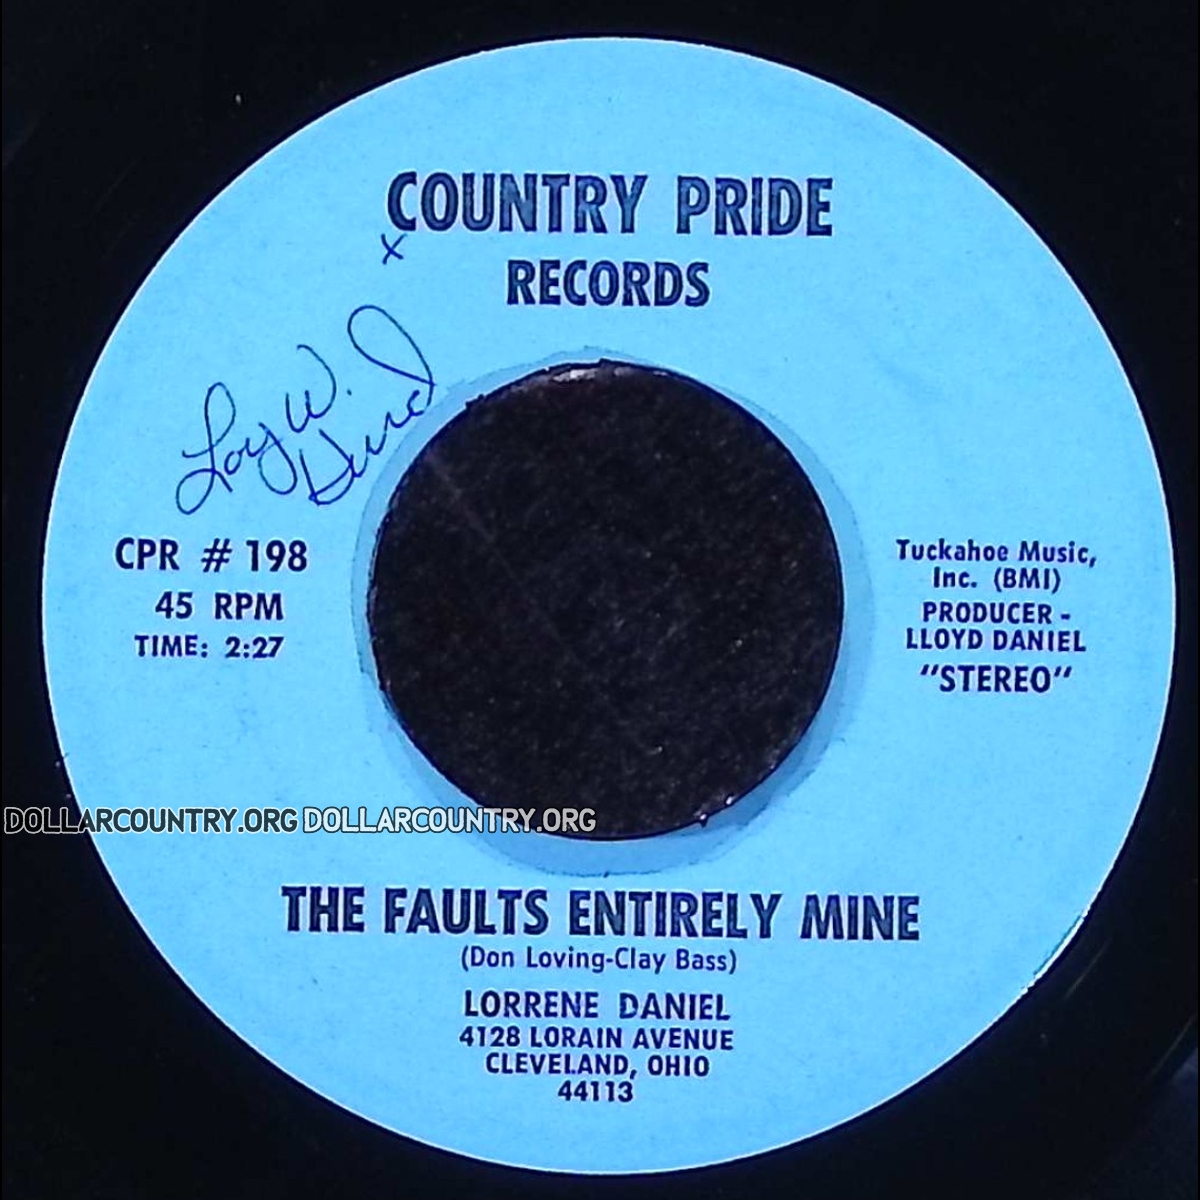 COUNTRY PRIDE
RECORDS
x
Loy W.
CPR # 198
45 RPM
TIME: 2:27
Tuckahoe Music,
Inc. (BMI)
PRODUCER -
LLOYD DANIEL
"STEREO"
DOLLARCOUNTRY.ORG DOLLARCOUNTRY.ORG
THE FAULTS ENTIRELY MINE
(Don Loving-Clay Bass)
LORRENE DANIEL
4128 LORAIN AVENUE
CLEVELAND, OHIO
44113